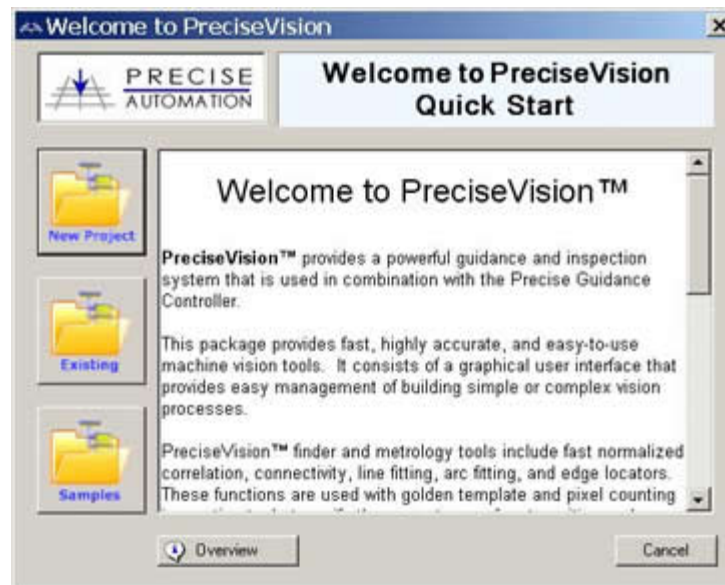 Welcome to PreciseVision
PRECISE
AUTOMATION
Welcome to PreciseVision
Quick Start
New Project
Existing
Samples
Welcome to PreciseVision™
PreciseVision™ provides a powerful guidance and inspection
system that is used in combination with the Precise Guidance
Controller.
This package provides fast, highly accurate, and easy-to-use
machine vision tools.  It consists of a graphical user interface that
provides easy management of building simple or complex vision
processes.
PreciseVision™ finder and metrology tools include fast normalized
correlation, connectivity, line fitting, arc fitting, and edge locators.
These functions are used with golden template and pixel counting
Overview
Cancel